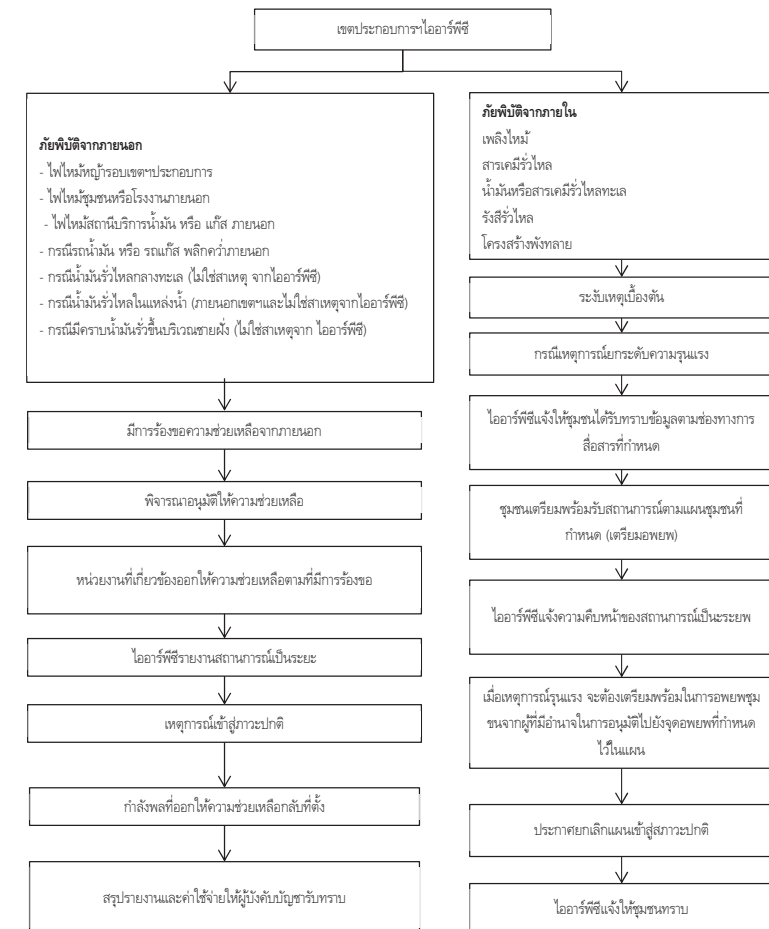 เขตประกอบการฯไออาร์พีซี
ภัยพิบัติจากภายนอก
- ไฟไหม้หญ้ารอบเขตฯประกอบการ
- ไฟไหม้ชุมชนหรือโรงงานภายนอก
- ไฟไหม้สถานีบริการน้ำมัน หรือ แก๊ส ภายนอก
- กรณีรถน้ำมัน หรือ รถแก๊ส พลิกคว่ำภายนอก
- กรณีน้ำมันรั่วไหลกลางทะเล (ไม่ใช่สาเหตุ จากไออาร์พีซี)
- กรณีน้ำมันรั่วไหลในแหล่งน้ำ (ภายนอกเขตฯและไม่ใช่สาเหตุจากไออาร์พีซี)
- กรณีมีคราบน้ำมันรั่วขึ้นบริเวณชายฝั่ง (ไม่ใช่สาเหตุจาก ไออาร์พีซี)
มีการร้องขอความช่วยเหลือจากภายนอก
พิจารณาอนุมัติให้ความช่วยเหลือ
หน่วยงานที่เกี่ยวข้องออกให้ความช่วยเหลือตามที่มีการร้องขอ
ไออาร์พีซีรายงานสถานการณ์เป็นระยะ
เหตุการณ์เข้าสู่ภาวะปกติ
กำลังพลที่ออกให้ความช่วยเหลือกลับที่ตั้ง
สรุปรายงานและค่าใช้จ่ายให้ผู้บังคับบัญชารับทราบ
ภัยพิบัติจากภายใน
เพลิงไหม้
สารเคมีรั่วไหล
น้ำมันหรือสารเคมีรั่วไหลทะเล
รังสีรั่วไหล
โครงสร้างพังทลาย
ระงับเหตุเบื้องต้น
กรณีเหตุการณ์ยกระดับความรุนแรง
ไออาร์พีซีแจ้งให้ชุมชนได้รับทราบข้อมูลตามช่องทางการ
สื่อสารที่กำหนด
ชุมชนเตรียมพร้อมรับสถานการณ์ตามแผนชุมชนที่
กำหนด (เตรียมอพยพ)
ไออาร์พีซีแจ้งความคืบหน้าของสถานการณ์เป็นะระยพ
เมื่อเหตุการณ์รุนแรง จะต้องเตรียมพร้อมในการอพยพชุม
ชนจากผู้ที่มีอำนาจในการอนุมัติไปยังจุดอพยพที่กำหนด
ไว้ในแผน
ประกาศยกเลิกแผนเข้าสู่สภาวะปกติ
ไออาร์พีซีแจ้งให้ชุมชนทราบ